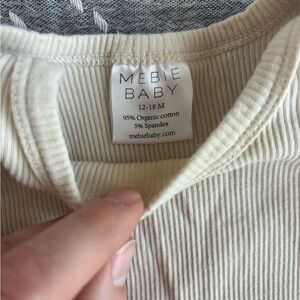 MEBIE
BABY
12-18 M
95% Organic cotton
5% Spandex
mebiebaby.com